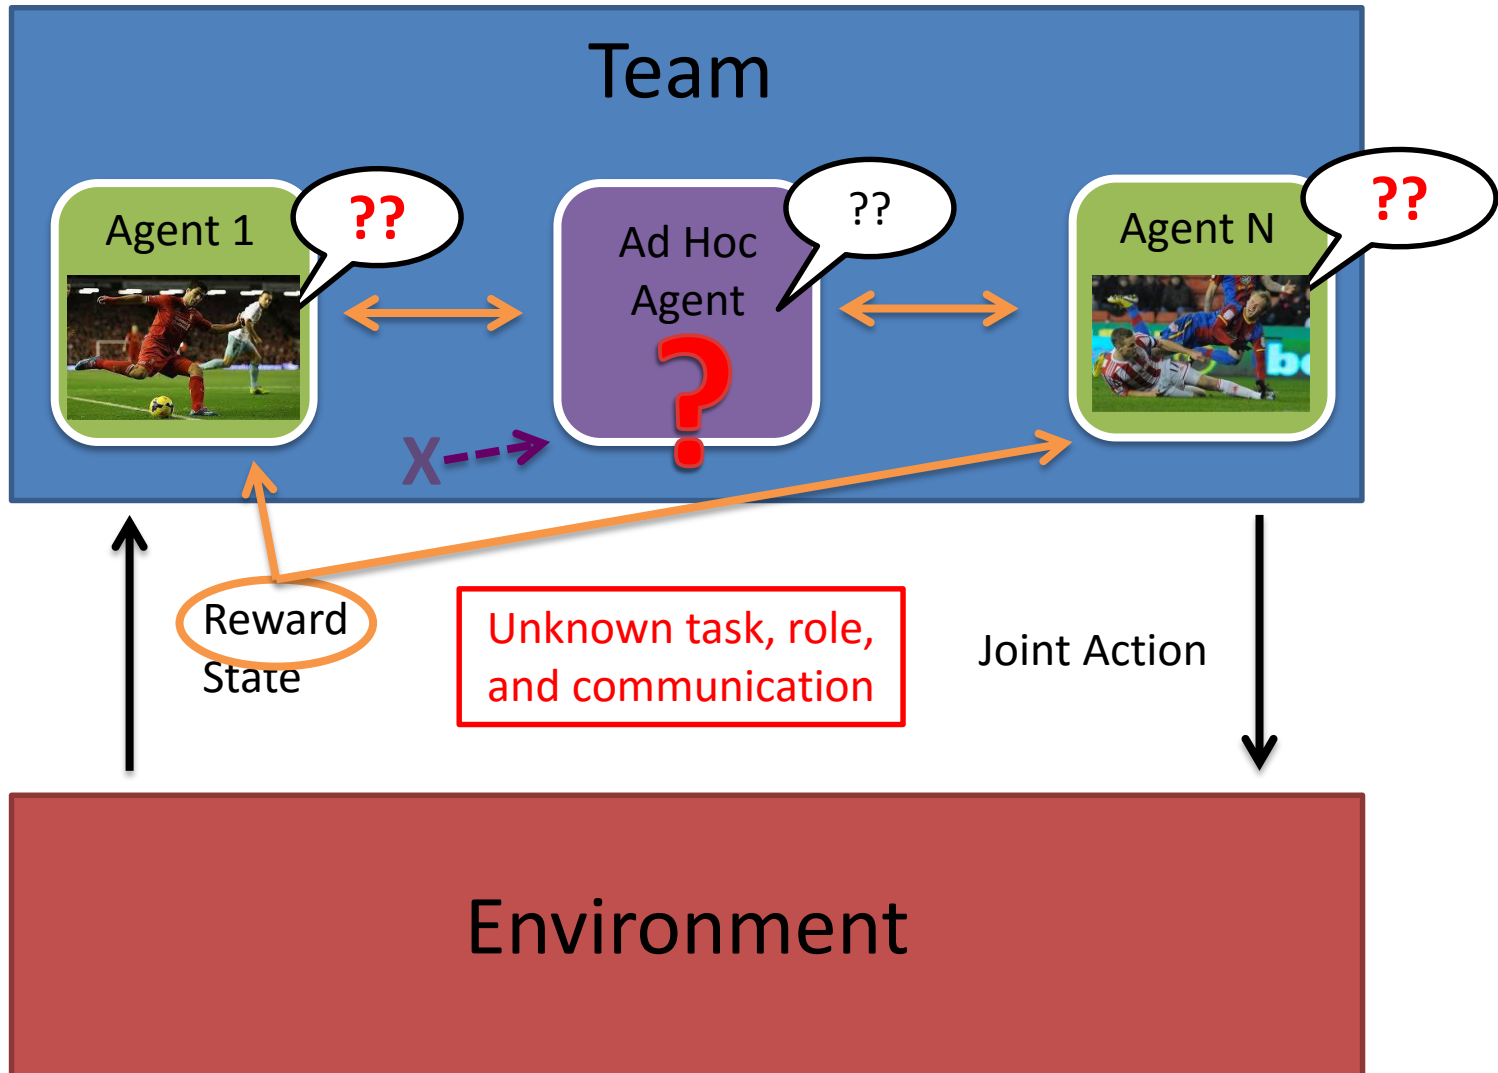 Team
Agent 1
??
Ad Hoc
Agent
?
??
Agent N
??
X
Reward
State
Unknown task, role,
and communication
Joint Action
Environment